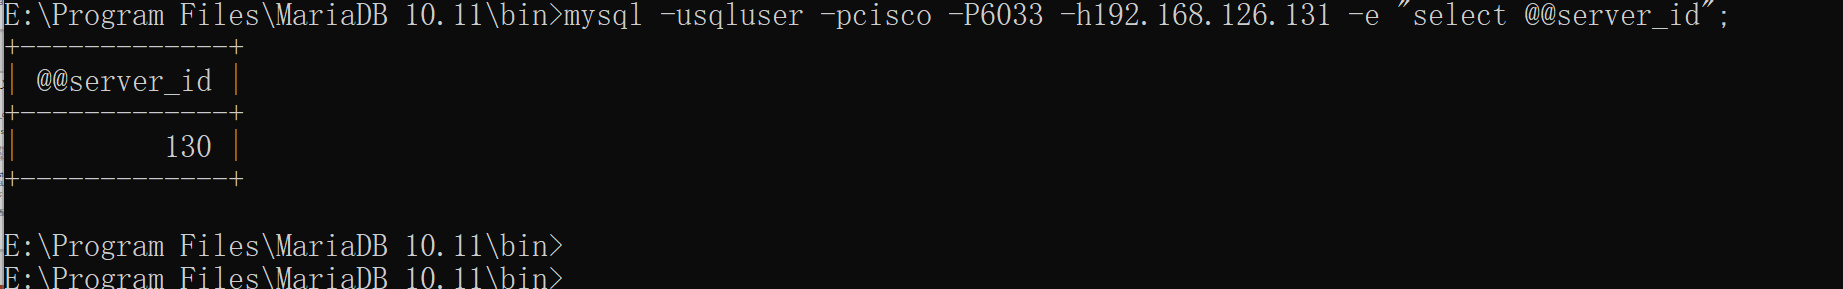 E:\Program Files\MariaDB 10.11\bin>mysql -usqluser -pcisco -P6033 -h192.168.126.131 -e "select @@server_id";
+-------------+
| @@server_id |
+-------------+
|         130 |
+-------------+
E:\Program Files\MariaDB 10.11\bin>
E:\Program Files\MariaDB 10.11\bin>